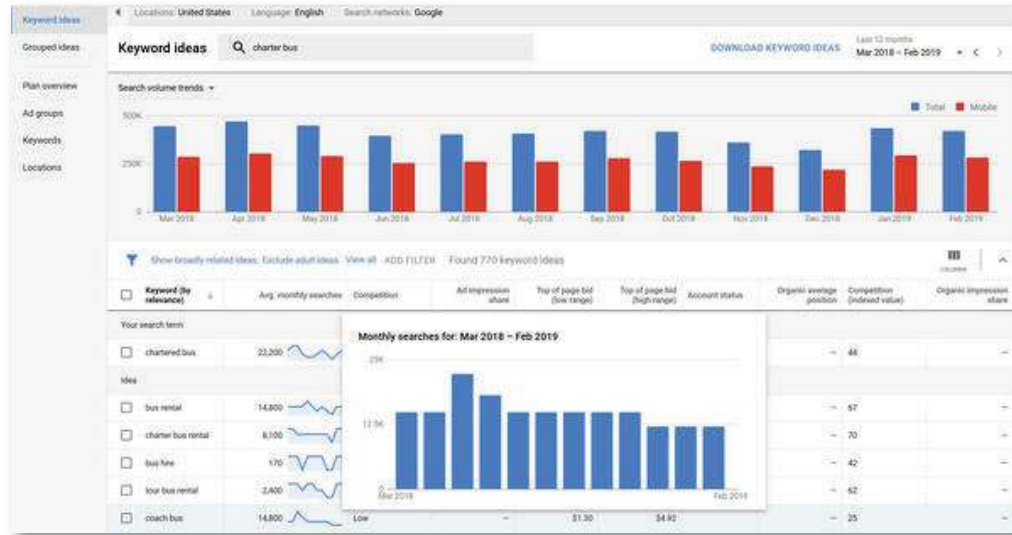 Keyword Ideas
Grouped ideas
Plan overview
Ad groups
Keywords
Locations
Locations: United States Language: English Search networks: Google
Keyword ideas charter bus DOWNLOAD KEYWORD IDEAS Last 12 months Mar 2018 – Feb 2019
Search volume trends
Total Mobile
500K
250K
0
Mar 2018 Apr 2018 May 2018 Jun 2018 Jul 2018 Aug 2018 Sep 2018 Oct 2018 Nov 2018 Dec 2018 Jan 2019 Feb 2019
Show broadly related ideas; Exclude adult ideas View all ADD FILTER Found 770 keyword ideas COLUMNS
Keyword (by relevance) Avg. monthly searches Competition Ad impression share Top of page bid (low range) Top of page bid (high range) Account status Organic average position Competition (indexed value) Organic impression share
Your search term
chartered bus 22,200 – 44 –
Idea
bus rental 14,800 – 67 –
charter bus rental 8,100 – 70 –
bus hire 170 – 42 –
tour bus rental 2,400 – 62 –
coach bus 14,800 Low – $1.30 $4.92 – 25 –
Monthly searches for: Mar 2018 – Feb 2019
25K
12.5K
0
Mar 2018 Feb 2019